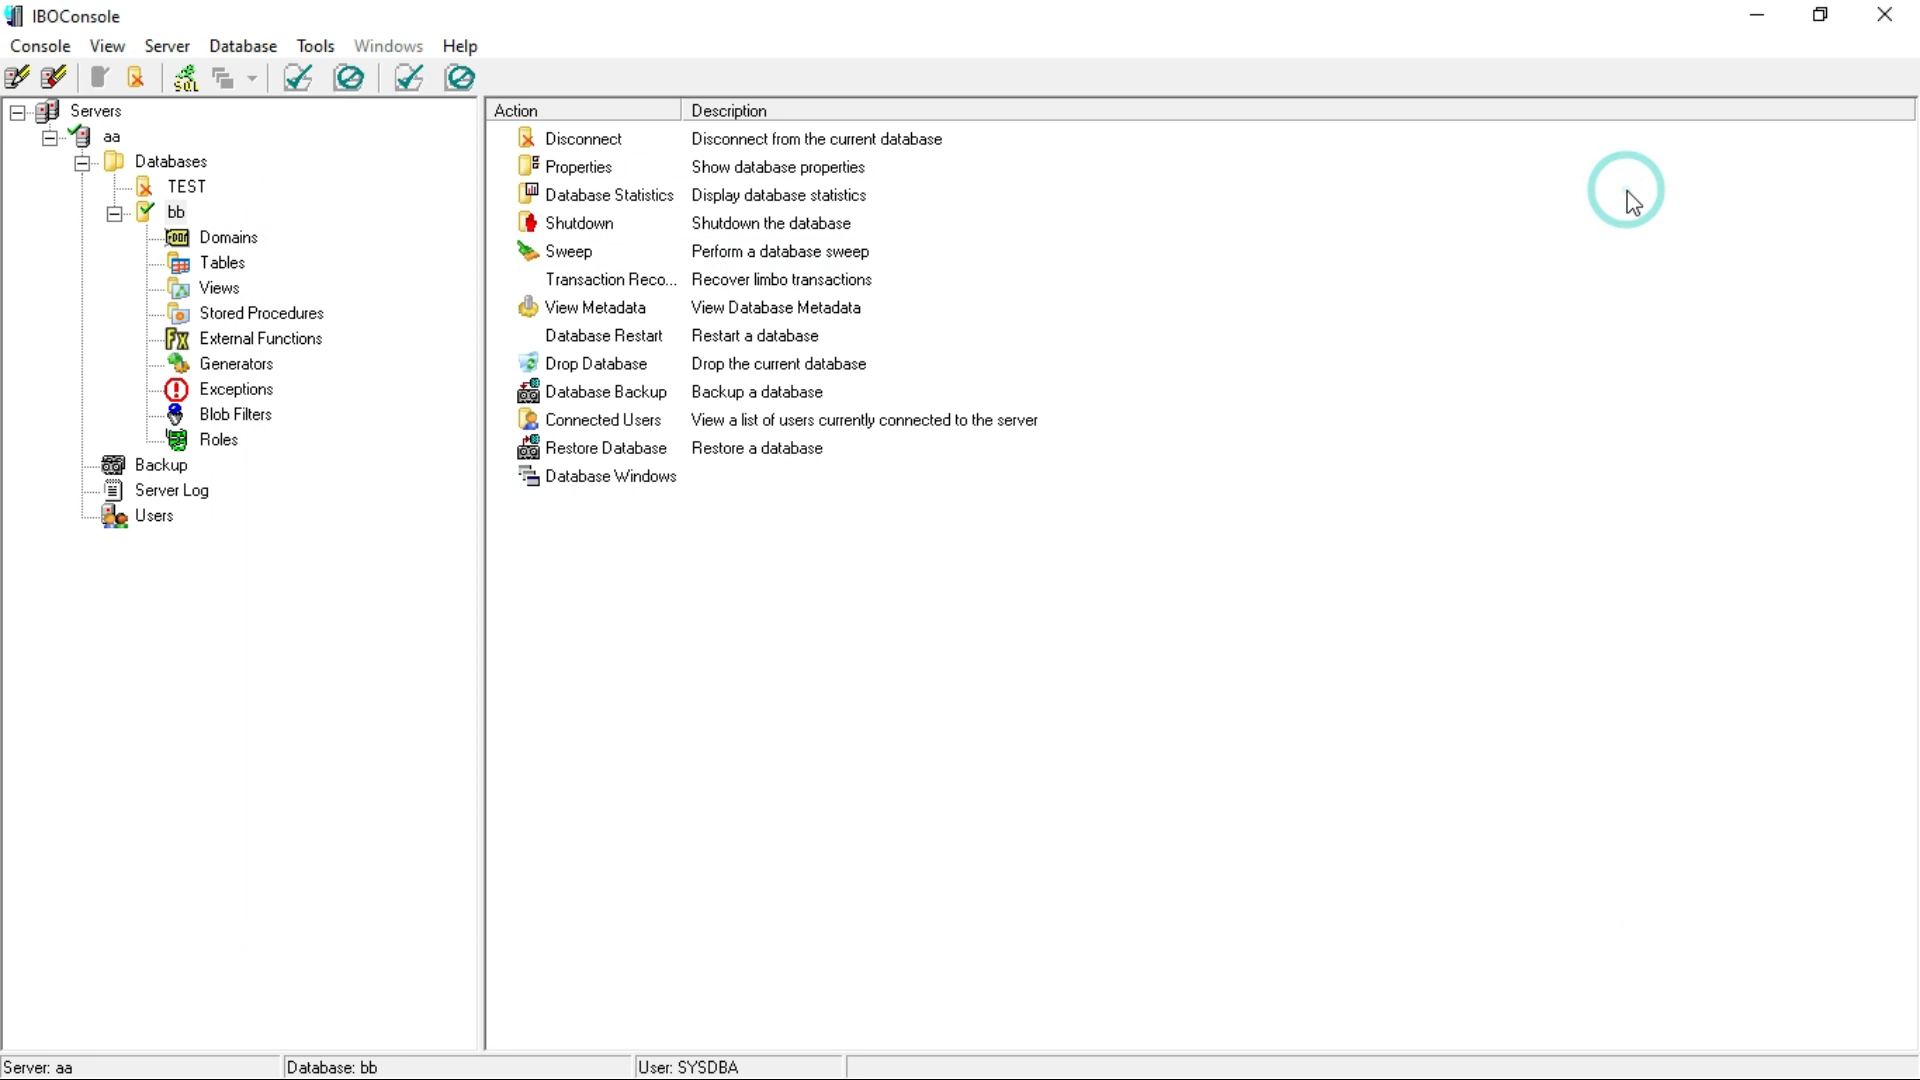 IBOConsole
Console View Server Database Tools Windows Help
SQL
Servers
aa
Databases
TEST
bb
Domains
Tables
Views
Stored Procedures
External Functions
Generators
Exceptions
Blob Filters
Roles
Backup
Server Log
Users
Action Description
Disconnect Disconnect from the current database
Properties Show database properties
Database Statistics Display database statistics
Shutdown Shutdown the database
Sweep Perform a database sweep
Transaction Reco... Recover limbo transactions
View Metadata View Database Metadata
Database Restart Restart a database
Drop Database Drop the current database
Database Backup Backup a database
Connected Users View a list of users currently connected to the server
Restore Database Restore a database
Database Windows
Server: aa Database: bb User: SYSDBA